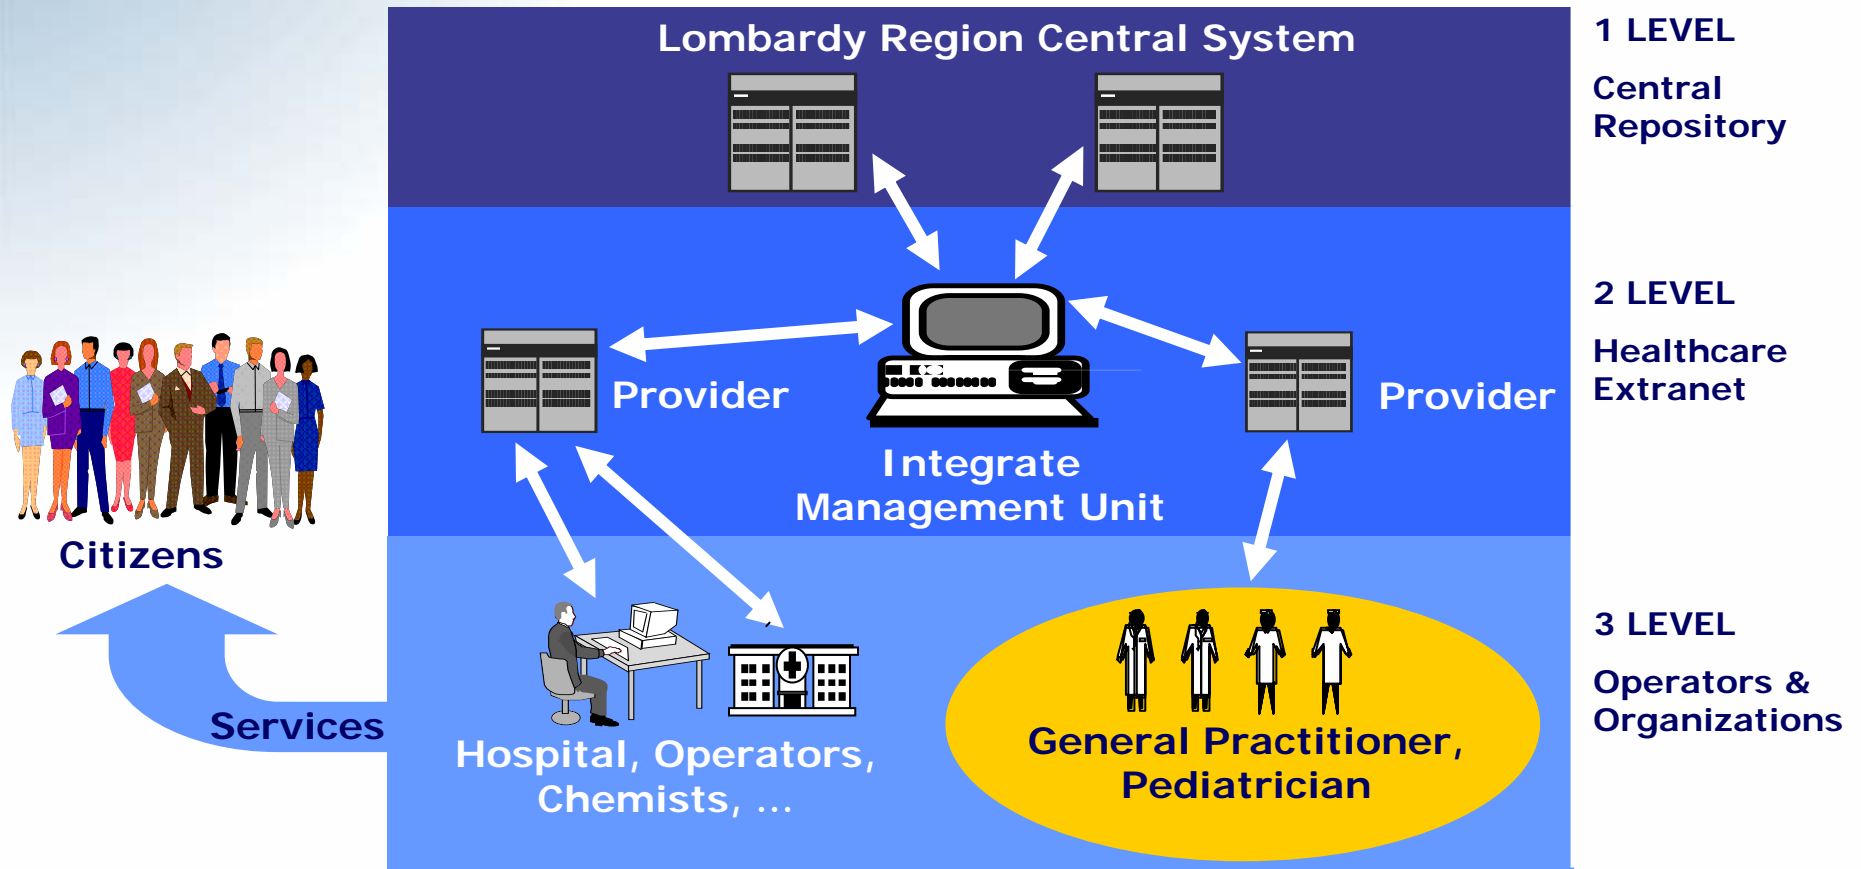 Lombardy Region Central System
1 LEVEL
Central
Repository
2 LEVEL
Healthcare
Extranet
Provider
Provider
Integrate
Management Unit
Citizens
Services
3 LEVEL
Operators &
Organizations
Hospital, Operators,
Chemists, ...
General Practitioner,
Pediatrician